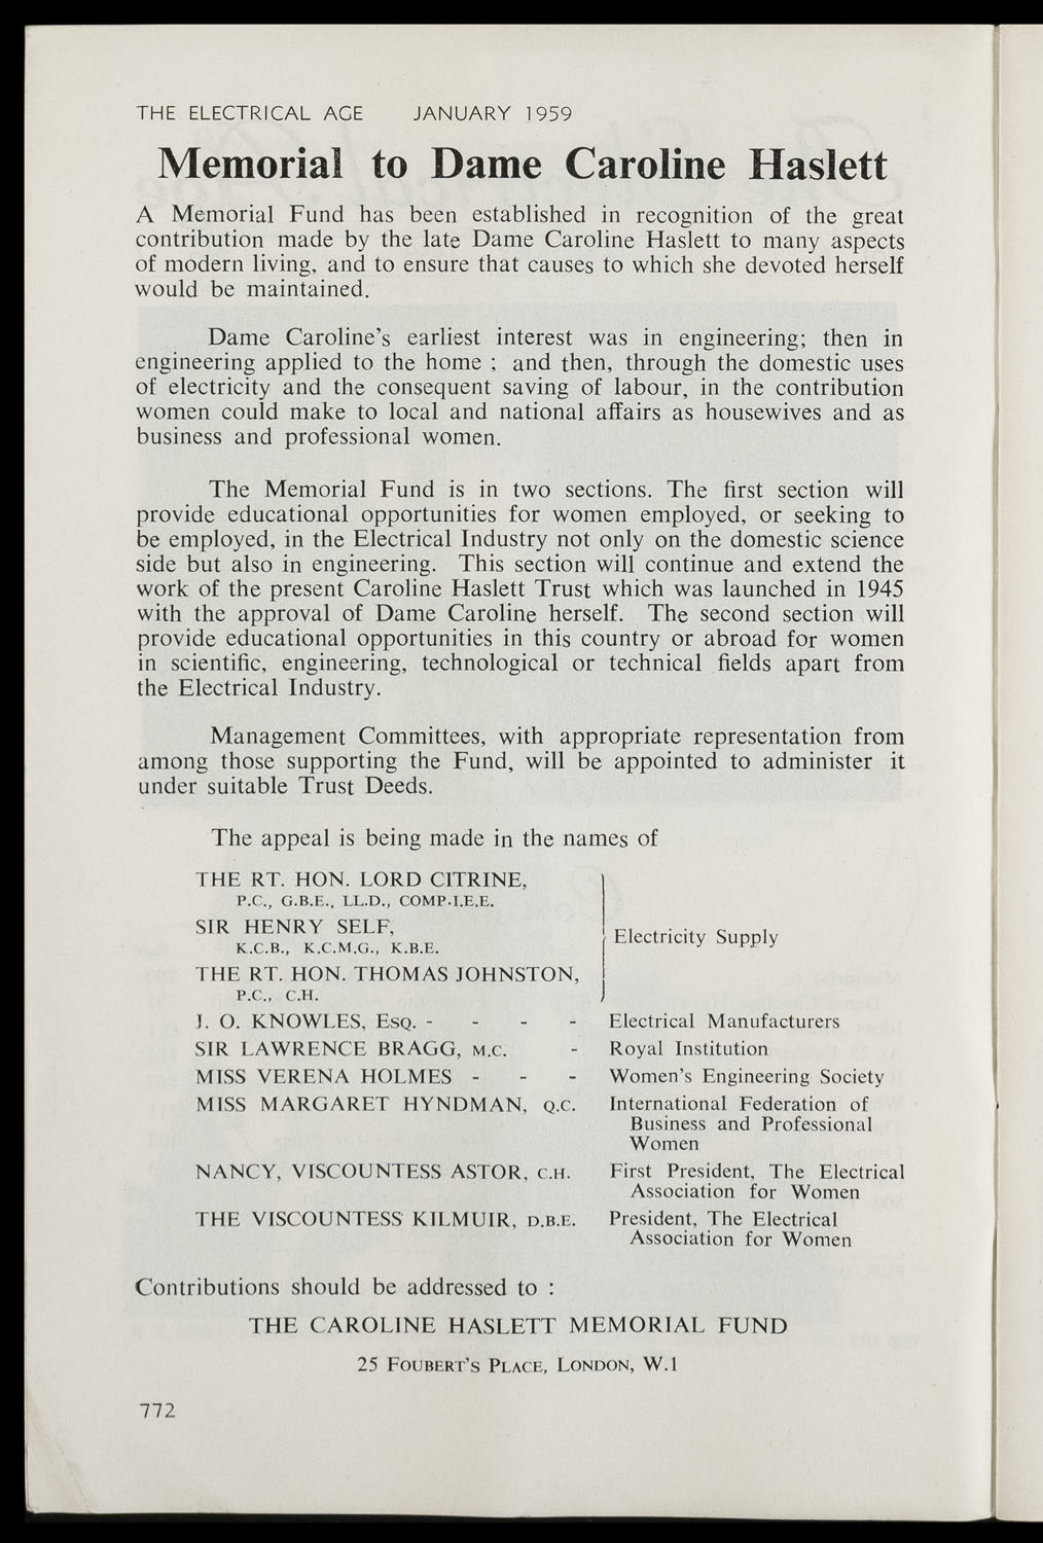 THE ELECTRICAL AGE JANUARY 1959
Memorial to Dame Caroline Haslett
A Memorial Fund has been established in recognition of the great
contribution made by the late Dame Caroline Haslett to many aspects
of modern living, and to ensure that causes to which she devoted herself
would be maintained.
Dame Caroline's earliest interest was in engineering; then in
engineering applied to the home ; and then, through the domestic uses
of electricity and the consequent saving of labour, in the contribution
women could make to local and national affairs as housewives and as
business and professional women.
The Memorial Fund is in two sections. The first section will
provide educational opportunities for women employed, or seeking to
be employed, in the Electrical Industry not only on the domestic science
side but also in engineering. This section will continue and extend the
work of the present Caroline Haslett Trust which was launched in 1945
with the approval of Dame Caroline herself. The second section will
provide educational opportunities in this country or abroad for women
in scientific, engineering, technological or technical fields apart from
the Electrical Industry.
Management Committees, with appropriate representation from
among those supporting the Fund, will be appointed to administer it
under suitable Trust Deeds.
The appeal is being made in the names of
THE RT. HON. LORD CITRINE,
P.C., G.B.E., LL.D., COMP.I.E.E.
SIR HENRY SELF,
K.C.B., K.C.M.G., K.B.E.
Electricity Supply
THE RT. HON. THOMAS JOHNSTON,
P.C., C.H.
J. O. KNOWLES, ESQ. - - - - Electrical Manufacturers
SIR LAWRENCE BRAGG, M.C. - Royal Institution
MISS VERENA HOLMES - - - Women's Engineering Society
MISS MARGARET HYNDMAN, Q.C. International Federation of
Business and Professional
Women
NANCY, VISCOUNTESS ASTOR, C.H. First President, The Electrical
Association for Women
THE VISCOUNTESS KILMUIR, D.B.E. President, The Electrical
Association for Women
Contributions should be addressed to :
THE CAROLINE HASLETT MEMORIAL FUND
25 FOUBERT'S PLACE, LONDON, W.1
772